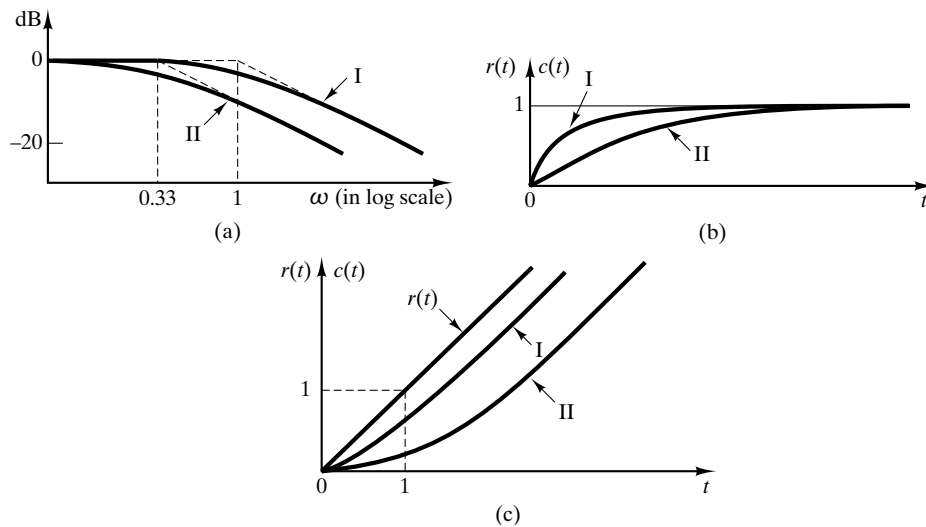 dB
0
I
II
–20
0.33
1
ω (in log scale)
(a)
r(t)
c(t)
1
I
II
0
t
(b)
r(t)
c(t)
r(t)
I
1
II
0
1
t
(c)